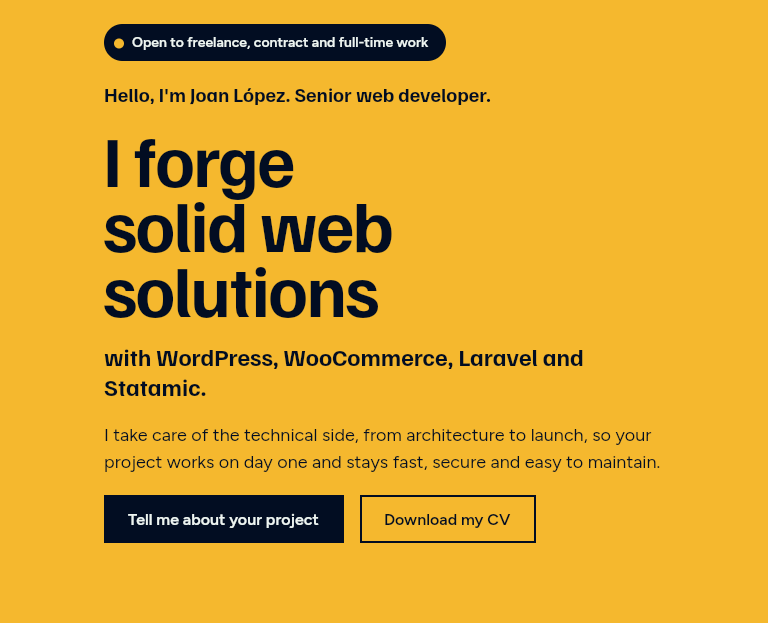 Open to freelance, contract and full-time work
Hello, I'm Joan López. Senior web developer.
I forge
solid web
solutions
with WordPress, WooCommerce, Laravel and
Statamic.
I take care of the technical side, from architecture to launch, so your
project works on day one and stays fast, secure and easy to maintain.
Tell me about your project
Download my CV